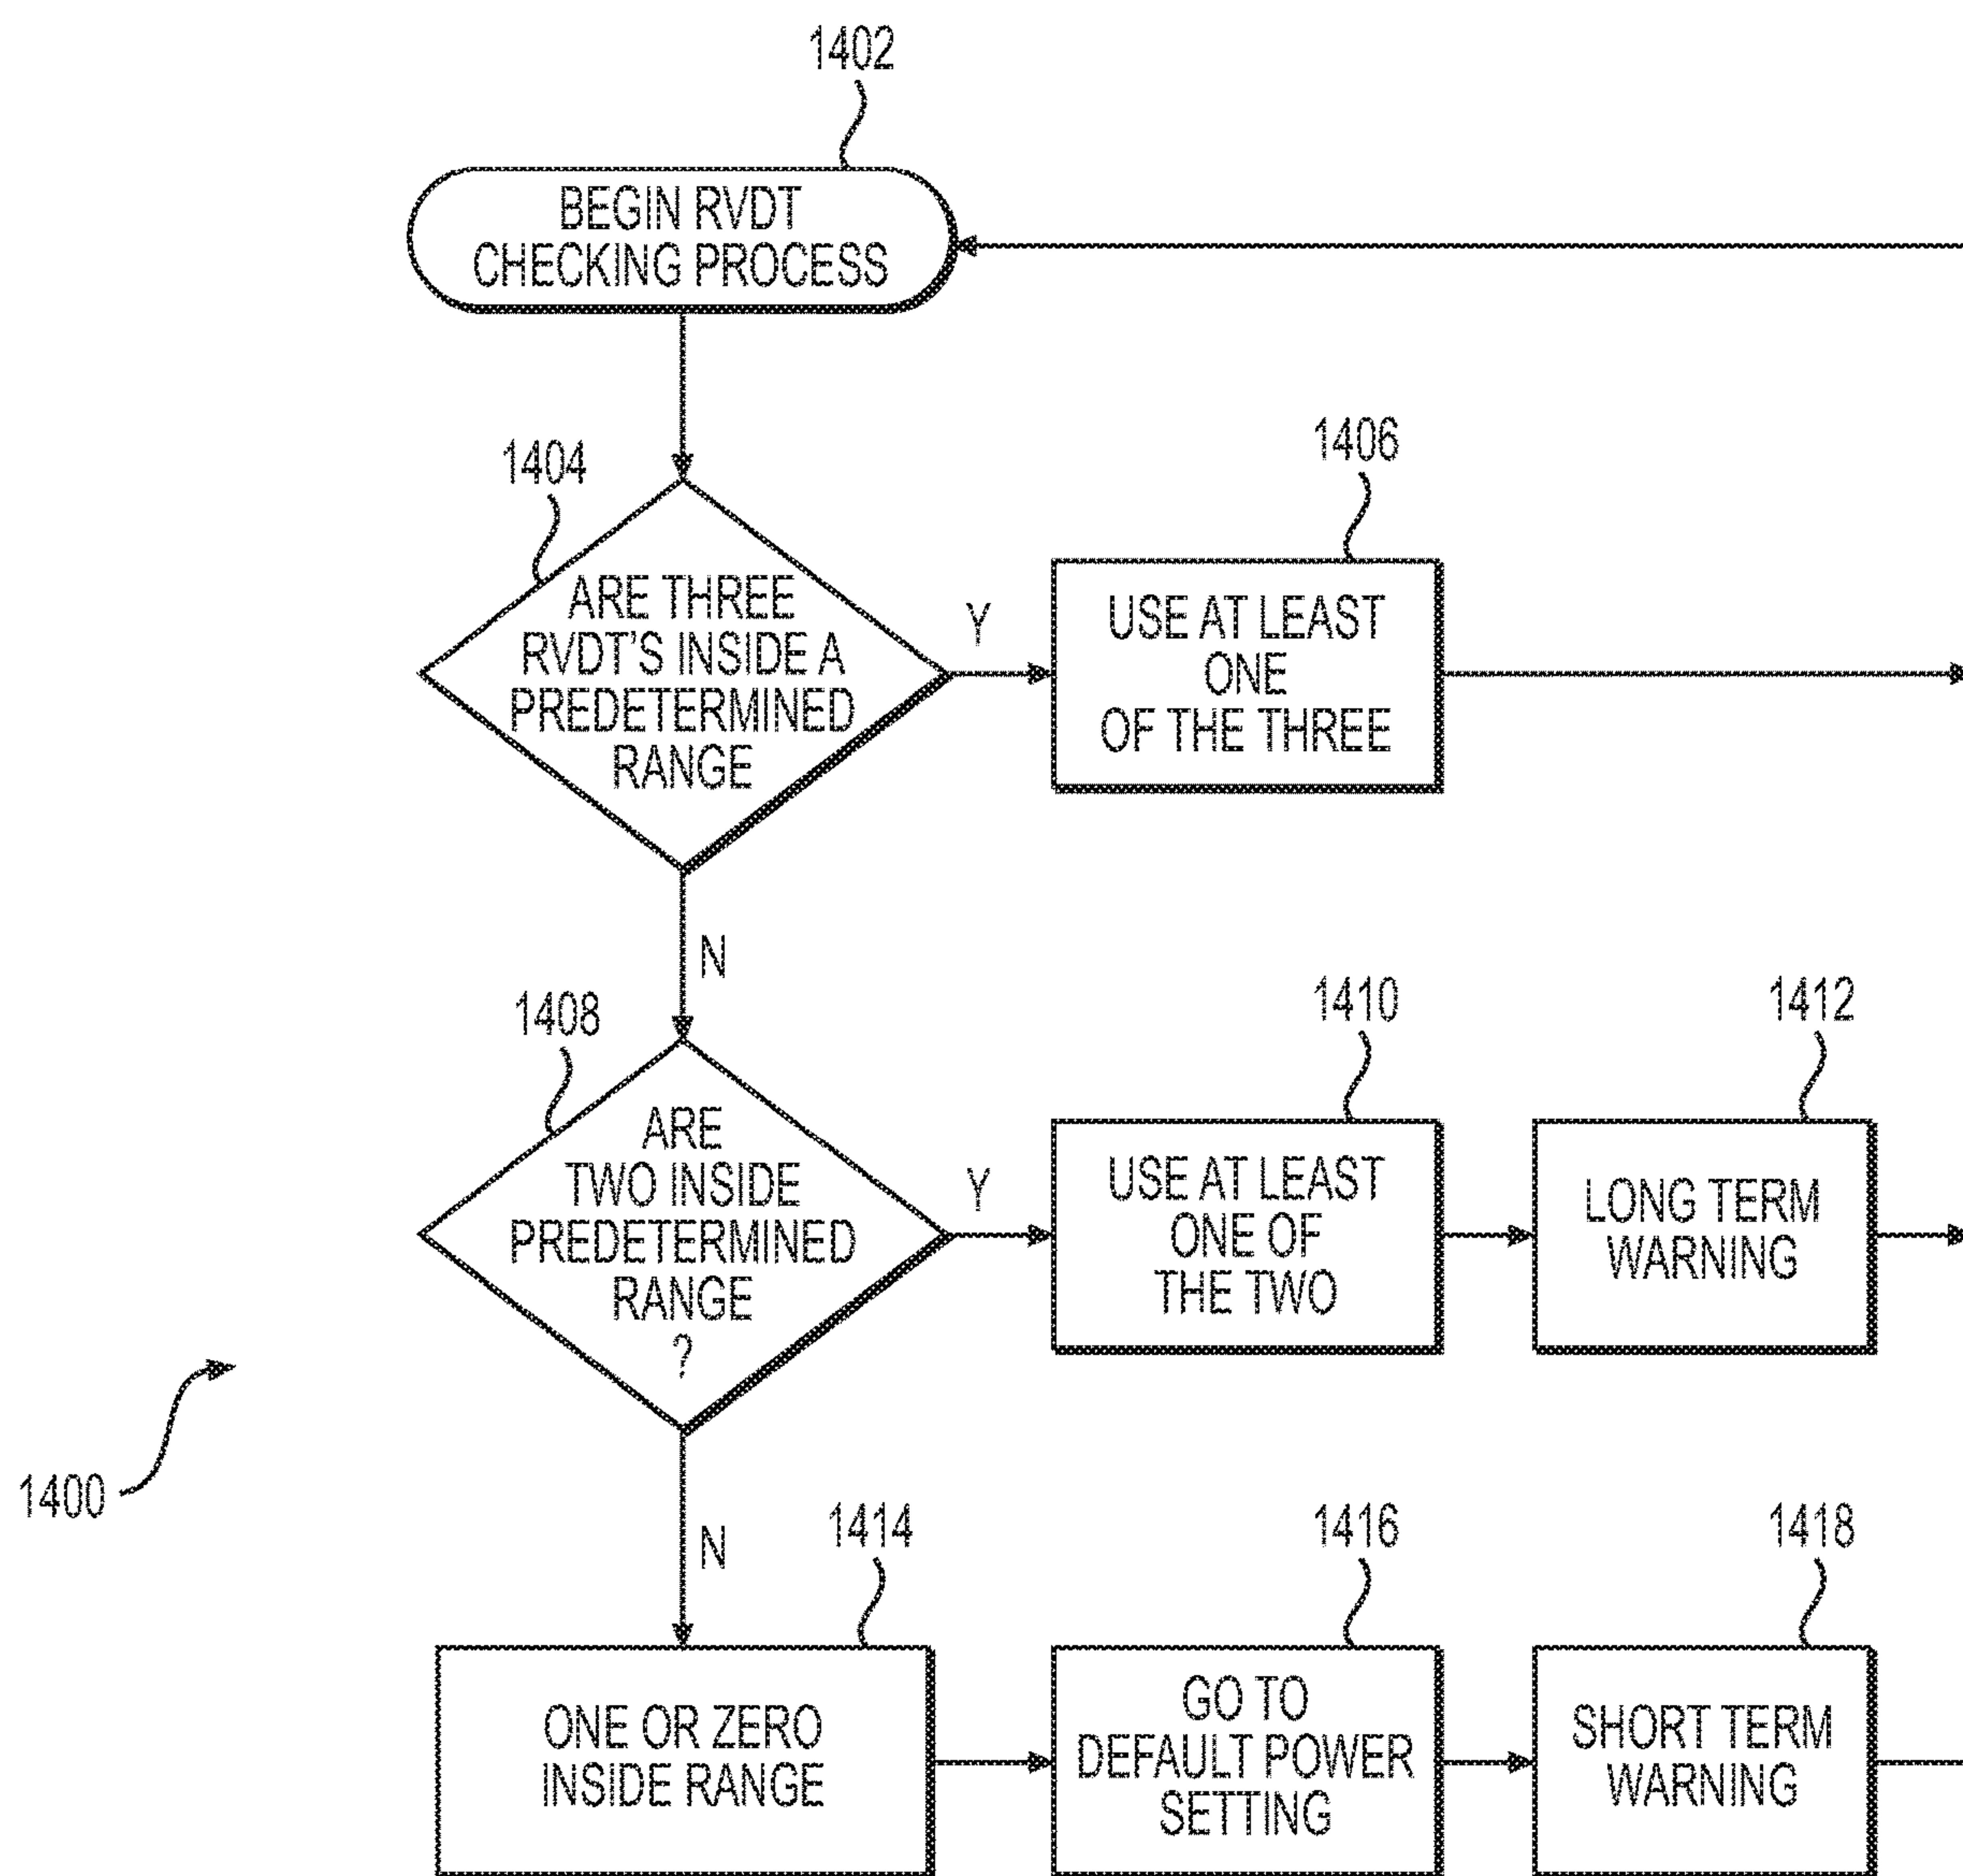 1402
BEGIN RVDT
CHECKING PROCESS
1404
ARE THREE
RVDT'S INSIDE A
PREDETERMINED
RANGE
Y
1406
USE AT LEAST
ONE
OF THE THREE
N
1408
ARE
TWO INSIDE
PREDETERMINED
RANGE
?
Y
1410
USE AT LEAST
ONE OF
THE TWO
1412
LONG TERM
WARNING
1400
N
1414
ONE OR ZERO
INSIDE RANGE
1416
GO TO
DEFAULT POWER
SETTING
1418
SHORT TERM
WARNING